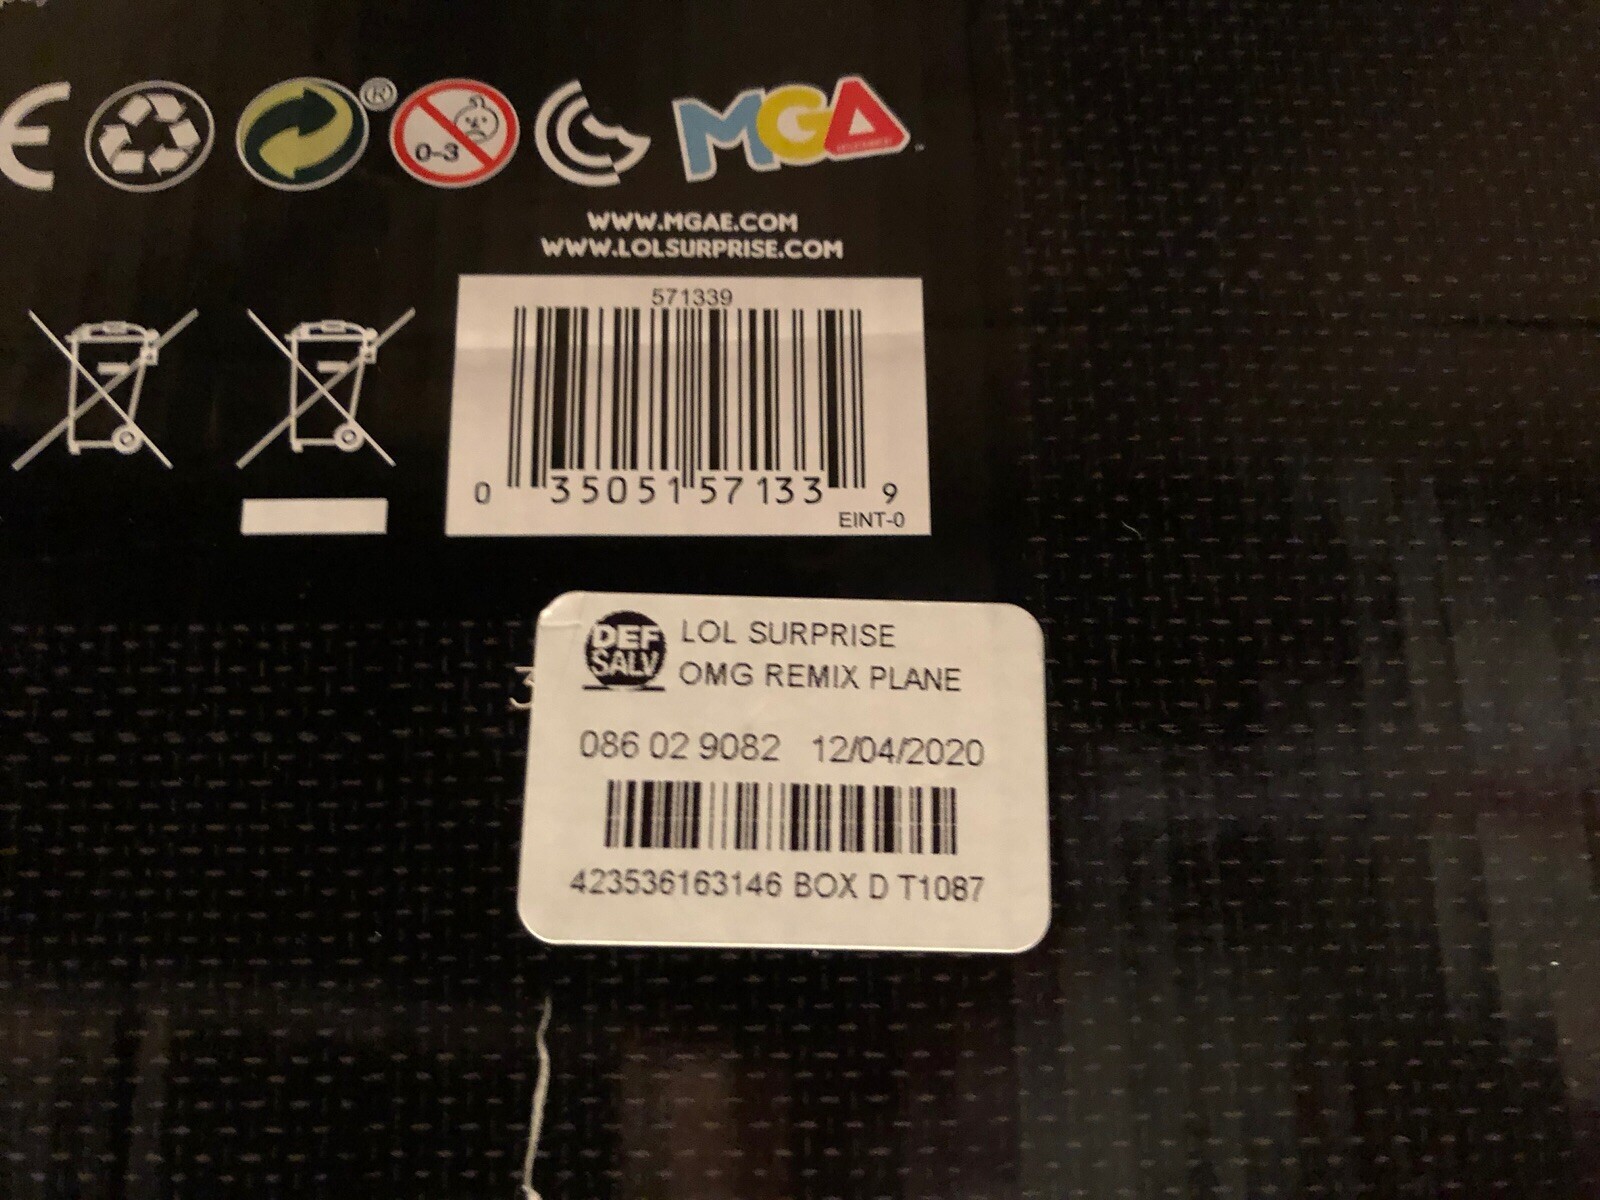 CE
®
0-3
MGA
WWW.MGAE.COM
WWW.LOLSURPRISE.COM
571339
0 35051 57133 9
EINT-0
DEF SALV
LOL SURPRISE
OMG REMIX PLANE
086 02 9082 12/04/2020
423536163146 BOX D T1087